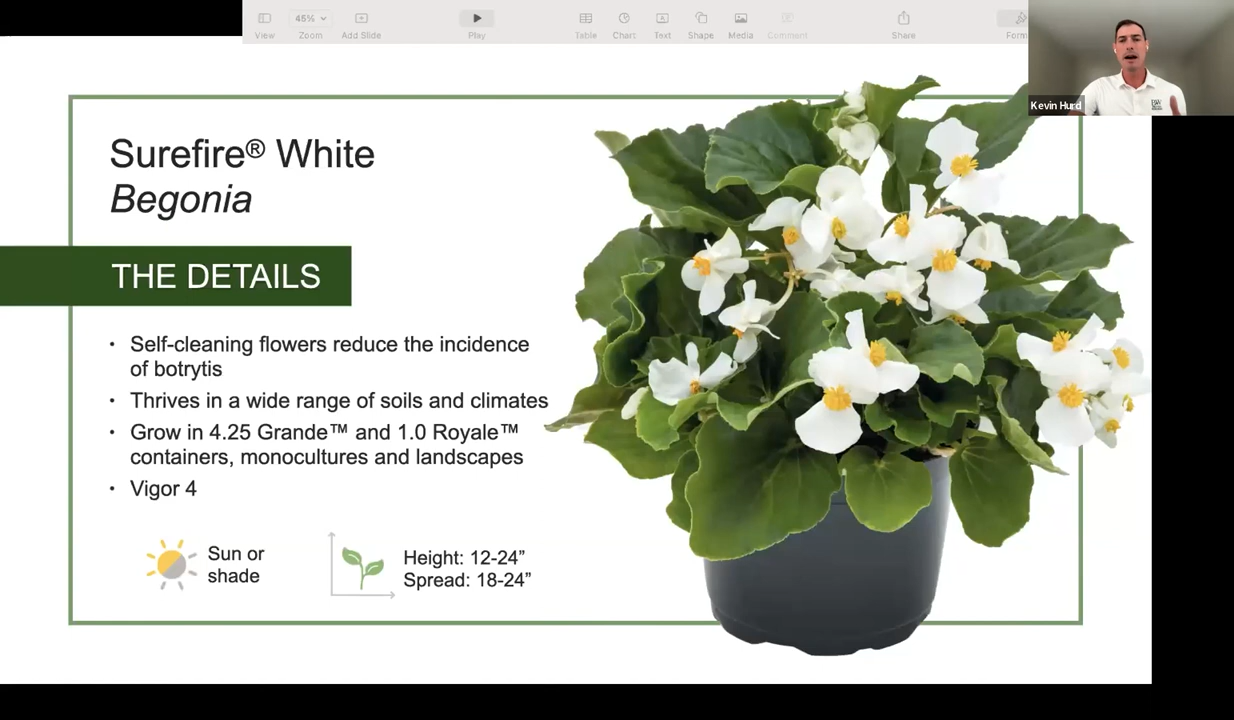 45%
View
Zoom
Add Slide
Play
Table
Chart
Text
Shape
Media
Comment
Share
Form
Kevin Hurd
Surefire® White
Begonia
THE DETAILS
• Self-cleaning flowers reduce the incidence
of botrytis
• Thrives in a wide range of soils and climates
• Grow in 4.25 Grande™ and 1.0 Royale™
containers, monocultures and landscapes
• Vigor 4
Sun or
shade
Height: 12-24”
Spread: 18-24”